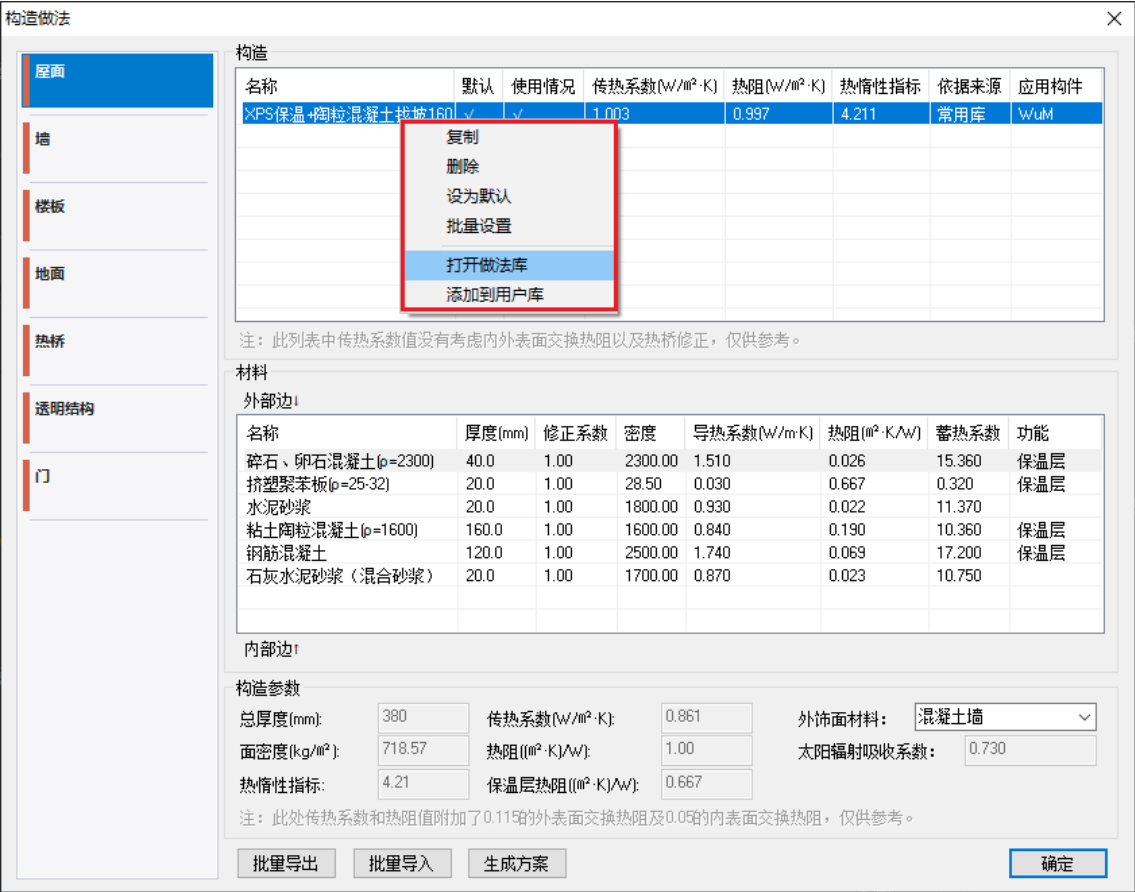 构造做法
屋面
墙
楼板
地面
热桥
透明结构
门
构造
名称 默认 使用情况 传热系数(W/㎡·K) 热阻(W/㎡·K) 热惰性指标 依据来源 应用构件
XPS保温+陶粒混凝土找坡160 √ √ 1.003 0.997 4.211 常用库 WuM
复制
删除
设为默认
批量设置
打开做法库
添加到用户库
注：此列表中传热系数值没有考虑内外表面交换热阻以及热桥修正，仅供参考。
材料
外部边↓
名称 厚度(mm) 修正系数 密度 导热系数(W/m·K) 热阻(㎡·K/W) 蓄热系数 功能
碎石、卵石混凝土(ρ=2300) 40.0 1.00 2300.00 1.510 0.026 15.360 保温层
挤塑聚苯板(ρ=25-32) 20.0 1.00 28.50 0.030 0.667 0.320 保温层
水泥砂浆 20.0 1.00 1800.00 0.930 0.022 11.370
粘土陶粒混凝土(ρ=1600) 160.0 1.00 1600.00 0.840 0.190 10.360 保温层
钢筋混凝土 120.0 1.00 2500.00 1.740 0.069 17.200 保温层
石灰水泥砂浆（混合砂浆） 20.0 1.00 1700.00 0.870 0.023 10.750
内部边↑
构造参数
总厚度(mm): 380 传热系数(W/㎡·K): 0.861 外饰面材料： 混凝土墙
面密度(kg/㎡): 718.57 热阻((㎡·K)/W): 1.00 太阳辐射吸收系数： 0.730
热惰性指标: 4.21 保温层热阻((㎡·K)/W): 0.667
注：此处传热系数和热阻值附加了0.115的外表面交换热阻及0.05的内表面交换热阻，仅供参考。
批量导出 批量导入 生成方案 确定